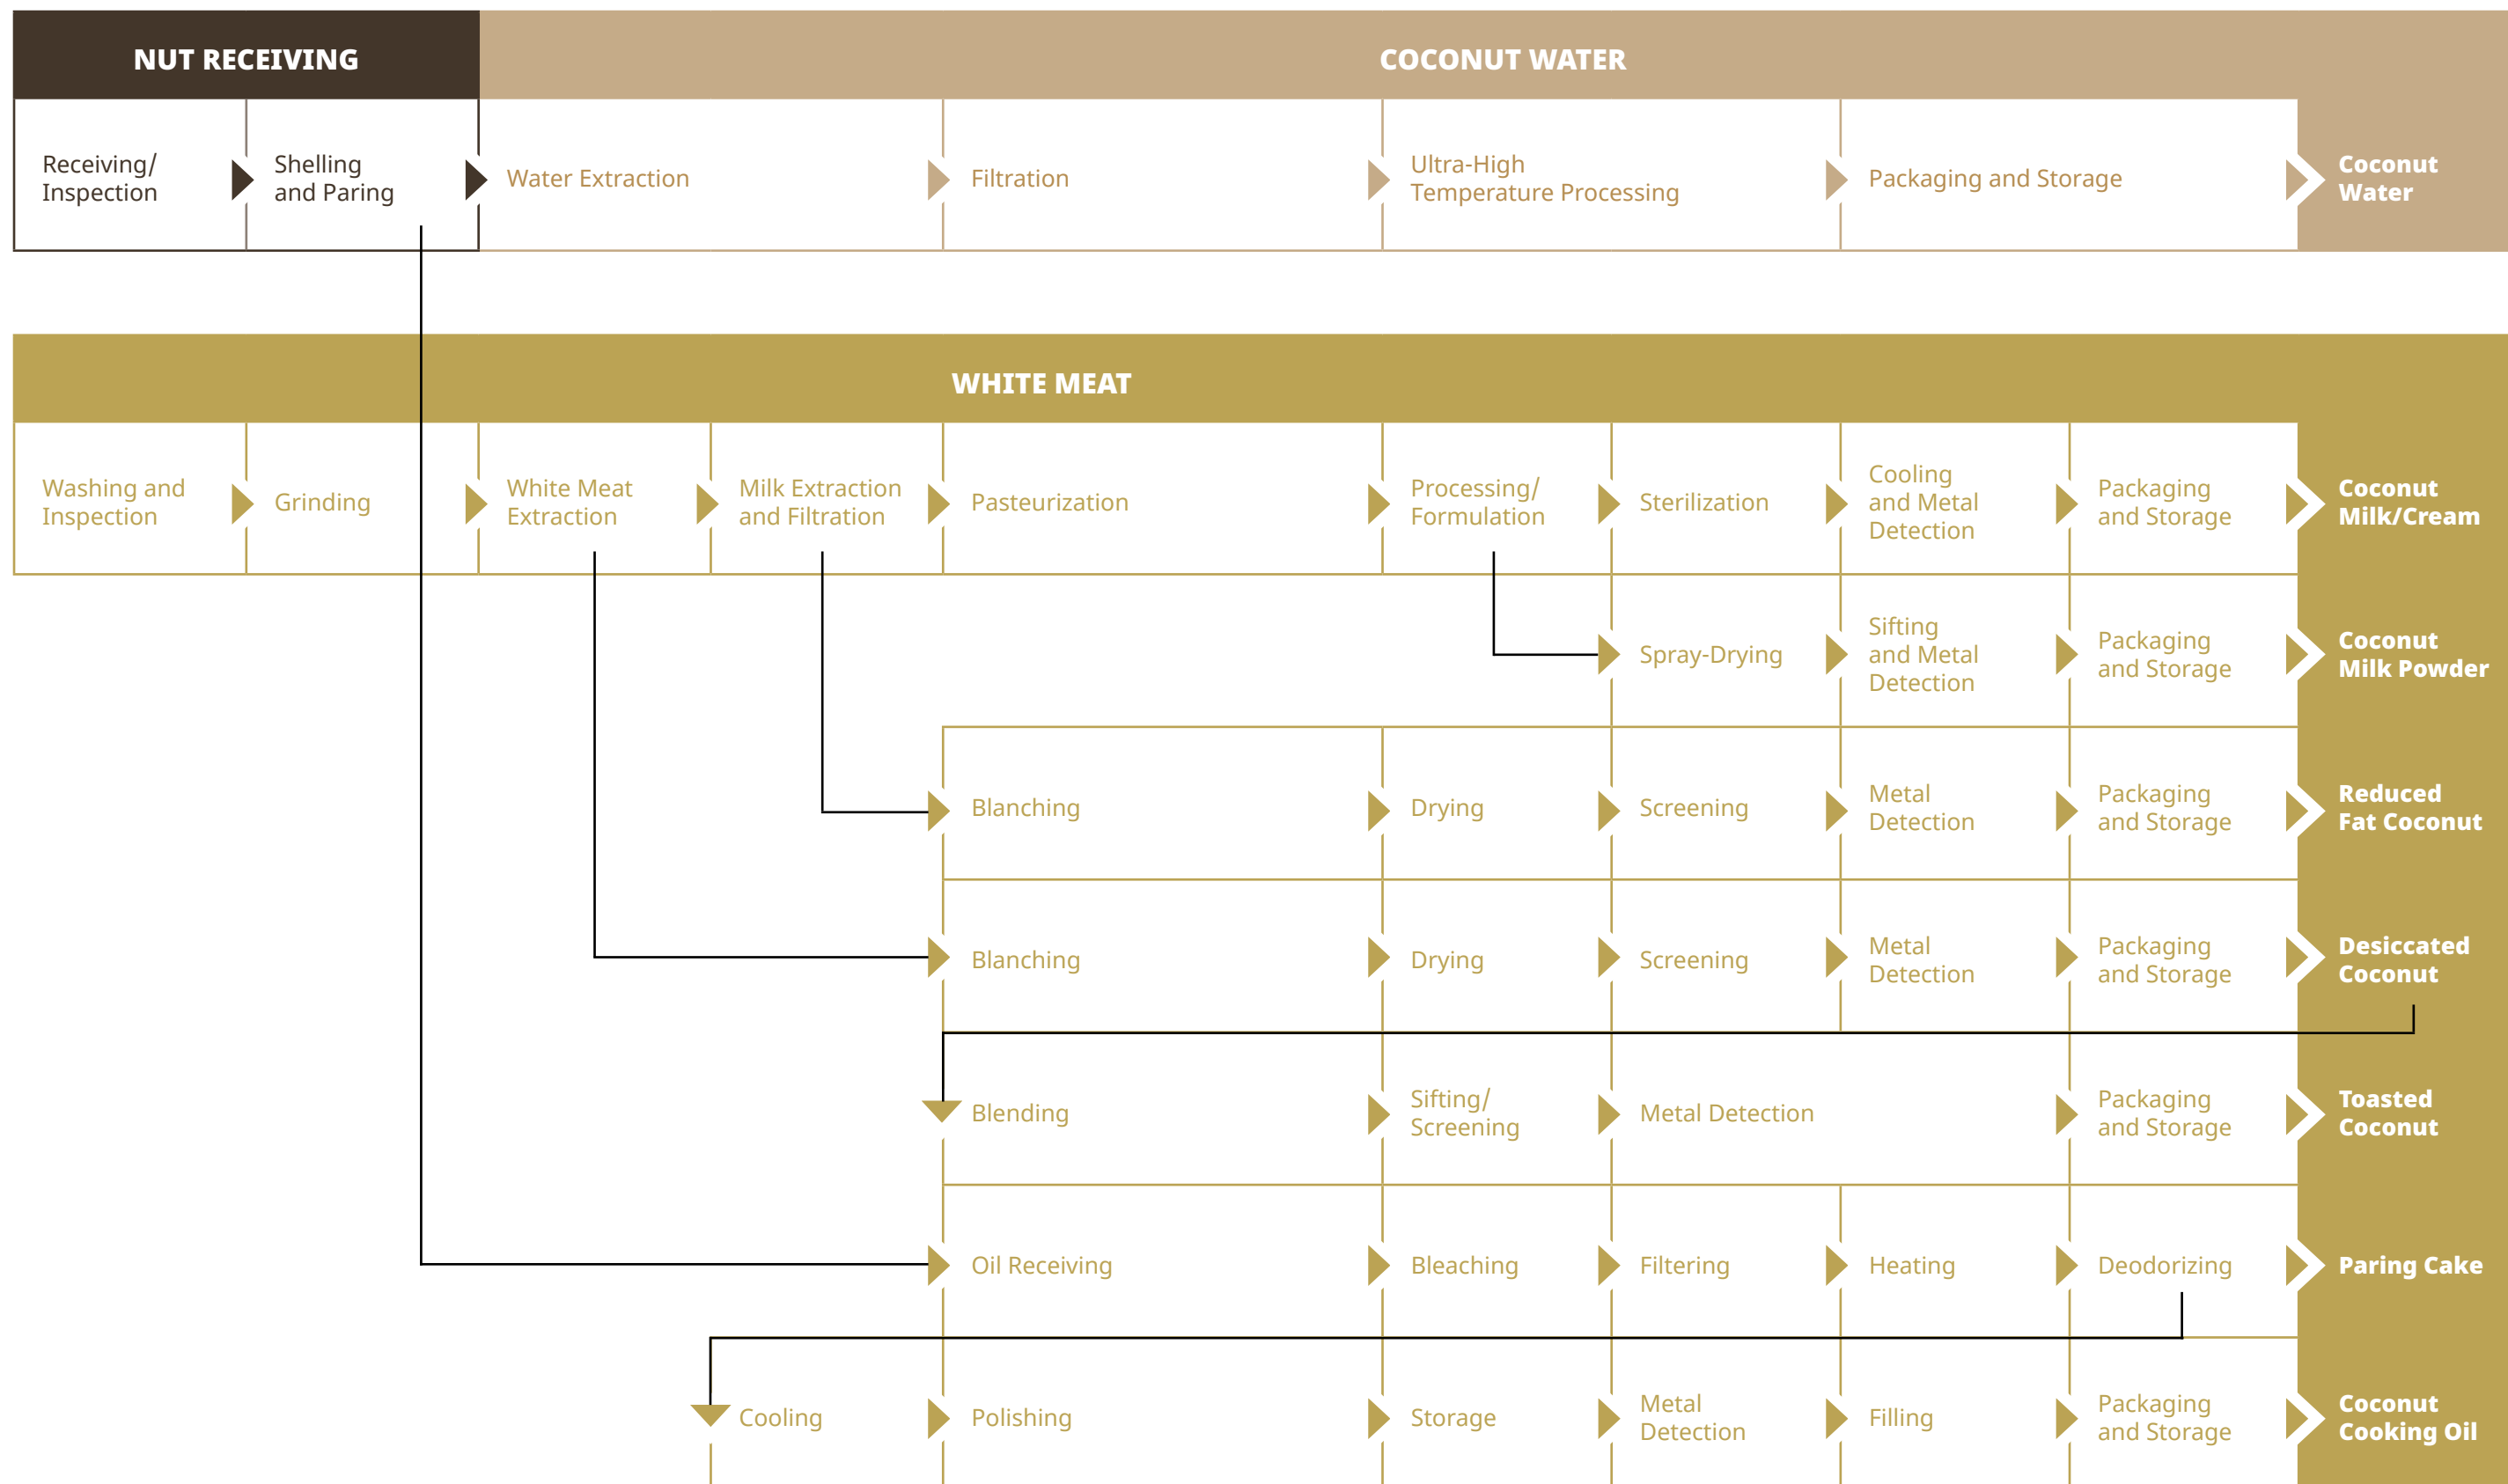 NUT RECEIVING
COCONUT WATER
Receiving/
Inspection
Shelling
and Paring
Water Extraction
Filtration
Ultra-High
Temperature Processing
Packaging and Storage
Coconut
Water
WHITE MEAT
Washing and
Inspection
Grinding
White Meat
Extraction
Milk Extraction
and Filtration
Pasteurization
Processing/
Formulation
Sterilization
Cooling
and Metal
Detection
Packaging
and Storage
Coconut
Milk/Cream
Spray-Drying
Sifting
and Metal
Detection
Packaging
and Storage
Coconut
Milk Powder
Blanching
Drying
Screening
Metal
Detection
Packaging
and Storage
Reduced
Fat Coconut
Blanching
Drying
Screening
Metal
Detection
Packaging
and Storage
Desiccated
Coconut
Blending
Sifting/
Screening
Metal Detection
Packaging
and Storage
Toasted
Coconut
Oil Receiving
Bleaching
Filtering
Heating
Deodorizing
Paring Cake
Cooling
Polishing
Storage
Metal
Detection
Filling
Packaging
and Storage
Coconut
Cooking Oil